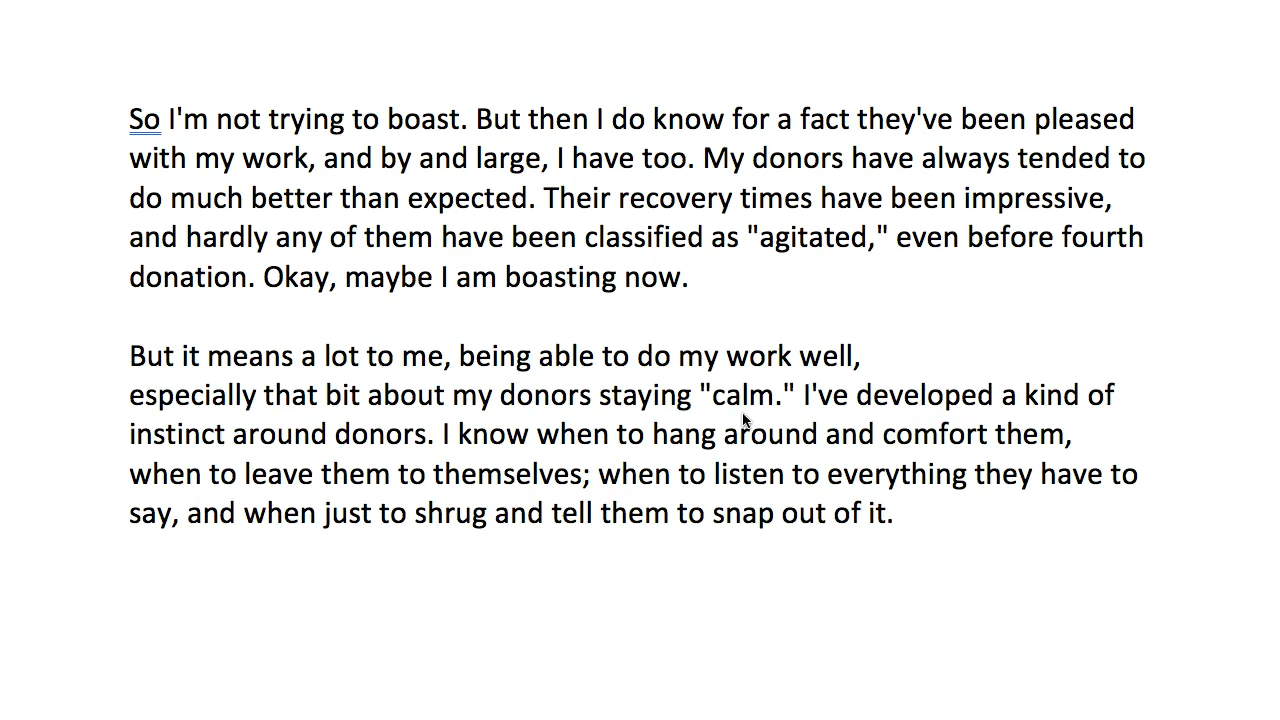 So I'm not trying to boast. But then I do know for a fact they've been pleased
with my work, and by and large, I have too. My donors have always tended to
do much better than expected. Their recovery times have been impressive,
and hardly any of them have been classified as "agitated," even before fourth
donation. Okay, maybe I am boasting now.
But it means a lot to me, being able to do my work well,
especially that bit about my donors staying "calm." I've developed a kind of
instinct around donors. I know when to hang around and comfort them,
when to leave them to themselves; when to listen to everything they have to
say, and when just to shrug and tell them to snap out of it.